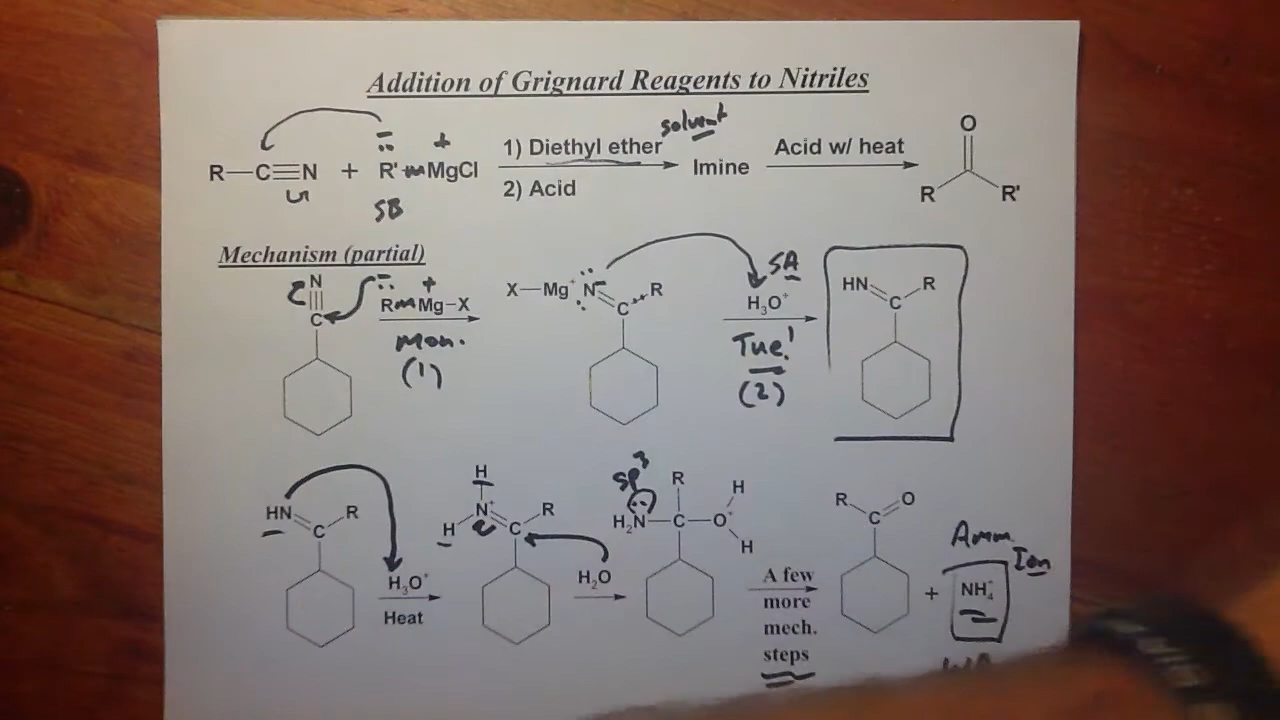 Addition of Grignard Reagents to Nitriles
solvent
R—C≡N + R' MgCl 1) Diethyl ether Imine Acid w/ heat O
2) Acid R R'
SB
Mechanism (partial)
N + SA
C R Mg–X X—Mg+ N− C R H3O+ HN C R
Mon. Tue!
(1) (2)
H sp3 R H R O
HN C R H N+ C R H2N C O+ C Amm.
H H Ion
H3O+ H2O A few + NH4+
Heat more
mech.
steps